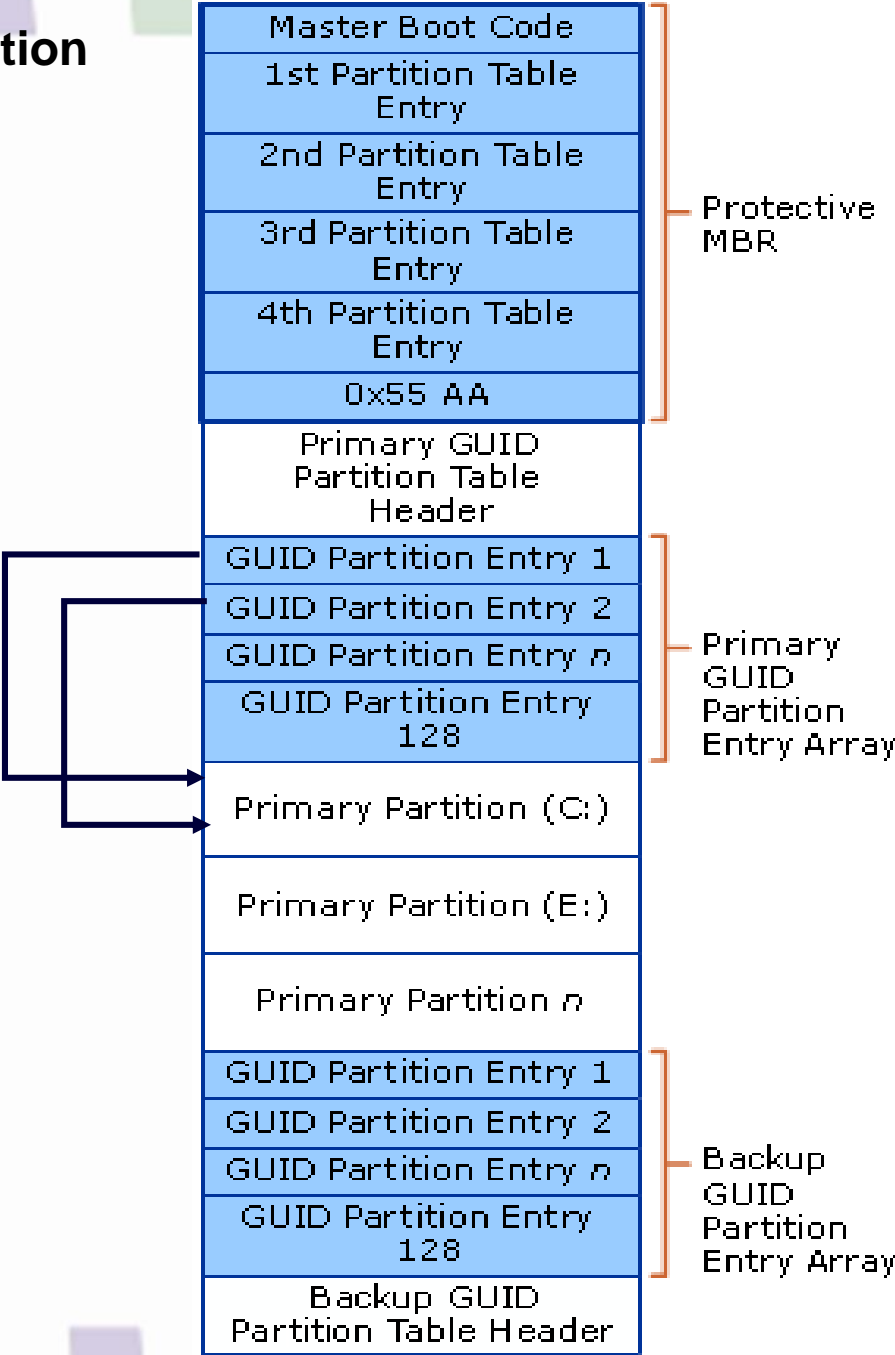 tion
Master Boot Code
1st Partition Table
Entry
2nd Partition Table
Entry
3rd Partition Table
Entry
4th Partition Table
Entry
0x55 AA
Protective
MBR
Primary GUID
Partition Table
Header
GUID Partition Entry 1
GUID Partition Entry 2
GUID Partition Entry n
GUID Partition Entry
128
Primary
GUID
Partition
Entry Array
Primary Partition (C:)
Primary Partition (E:)
Primary Partition n
GUID Partition Entry 1
GUID Partition Entry 2
GUID Partition Entry n
GUID Partition Entry
128
Backup
GUID
Partition
Entry Array
Backup GUID
Partition Table Header